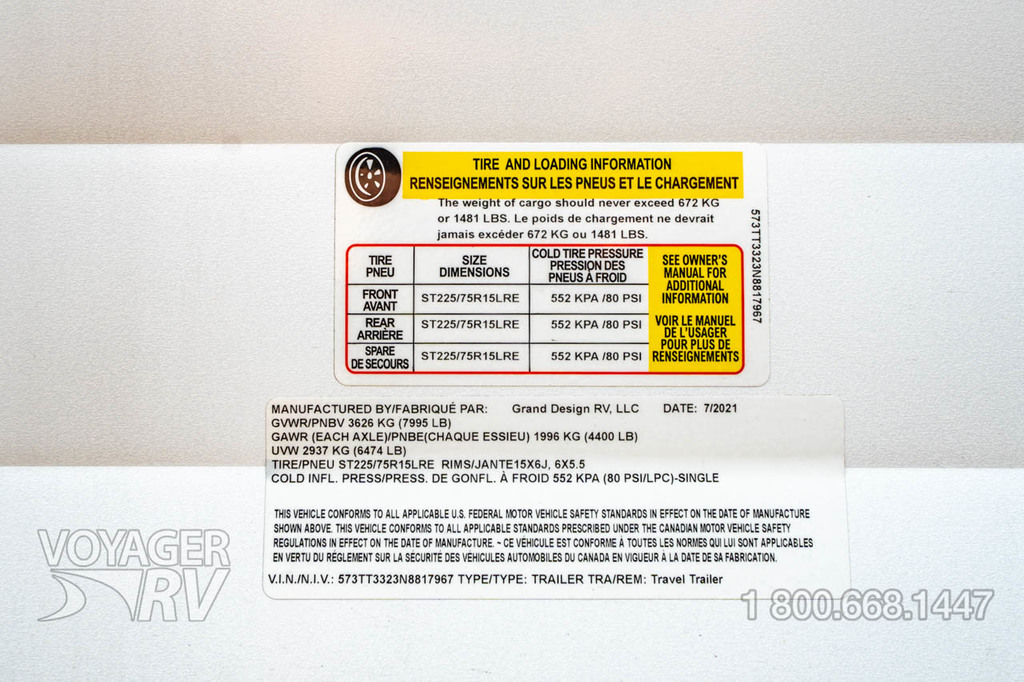 TIRE AND LOADING INFORMATION
RENSEIGNEMENTS SUR LES PNEUS ET LE CHARGEMENT
The weight of cargo should never exceed 672 KG
or 1481 LBS. Le poids de chargement ne devrait
jamais excéder 672 KG ou 1481 LBS.
TIRE
PNEU
SIZE
DIMENSIONS
COLD TIRE PRESSURE
PRESSION DES
PNEUS À FROID
FRONT
AVANT
ST225/75R15LRE
552 KPA /80 PSI
REAR
ARRIÈRE
ST225/75R15LRE
552 KPA /80 PSI
SPARE
DE SECOURS
ST225/75R15LRE
552 KPA /80 PSI
SEE OWNER'S
MANUAL FOR
ADDITIONAL
INFORMATION
VOIR LE MANUEL
DE L'USAGER
POUR PLUS DE
RENSEIGNEMENTS
573TT3323N8817967
MANUFACTURED BY/FABRIQUÉ PAR: Grand Design RV, LLC DATE: 7/2021
GVWR/PNBV 3626 KG (7995 LB)
GAWR (EACH AXLE)/PNBE(CHAQUE ESSIEU) 1996 KG (4400 LB)
UVW 2937 KG (6474 LB)
TIRE/PNEU ST225/75R15LRE RIMS/JANTE15X6J, 6X5.5
COLD INFL. PRESS/PRESS. DE GONFL. À FROID 552 KPA (80 PSI/LPC)-SINGLE
THIS VEHICLE CONFORMS TO ALL APPLICABLE U.S. FEDERAL MOTOR VEHICLE SAFETY STANDARDS IN EFFECT ON THE DATE OF MANUFACTURE
SHOWN ABOVE. THIS VEHICLE CONFORMS TO ALL APPLICABLE STANDARDS PRESCRIBED UNDER THE CANADIAN MOTOR VEHICLE SAFETY
REGULATIONS IN EFFECT ON THE DATE OF MANUFACTURE. ~ CE VÉHICULE EST CONFORME À TOUTES LES NORMES QUI LUI SONT APPLICABLES
EN VERTU DU RÉGLEMENT SUR LA SÉCURITÉ DES VÉHICULES AUTOMOBILES DU CANADA EN VIGUEUR À LA DATE DE SA FABRICATION.
V.I.N./N.I.V.: 573TT3323N8817967 TYPE/TYPE: TRAILER TRA/REM: Travel Trailer
VOYAGER
RV
1 800.668.1447